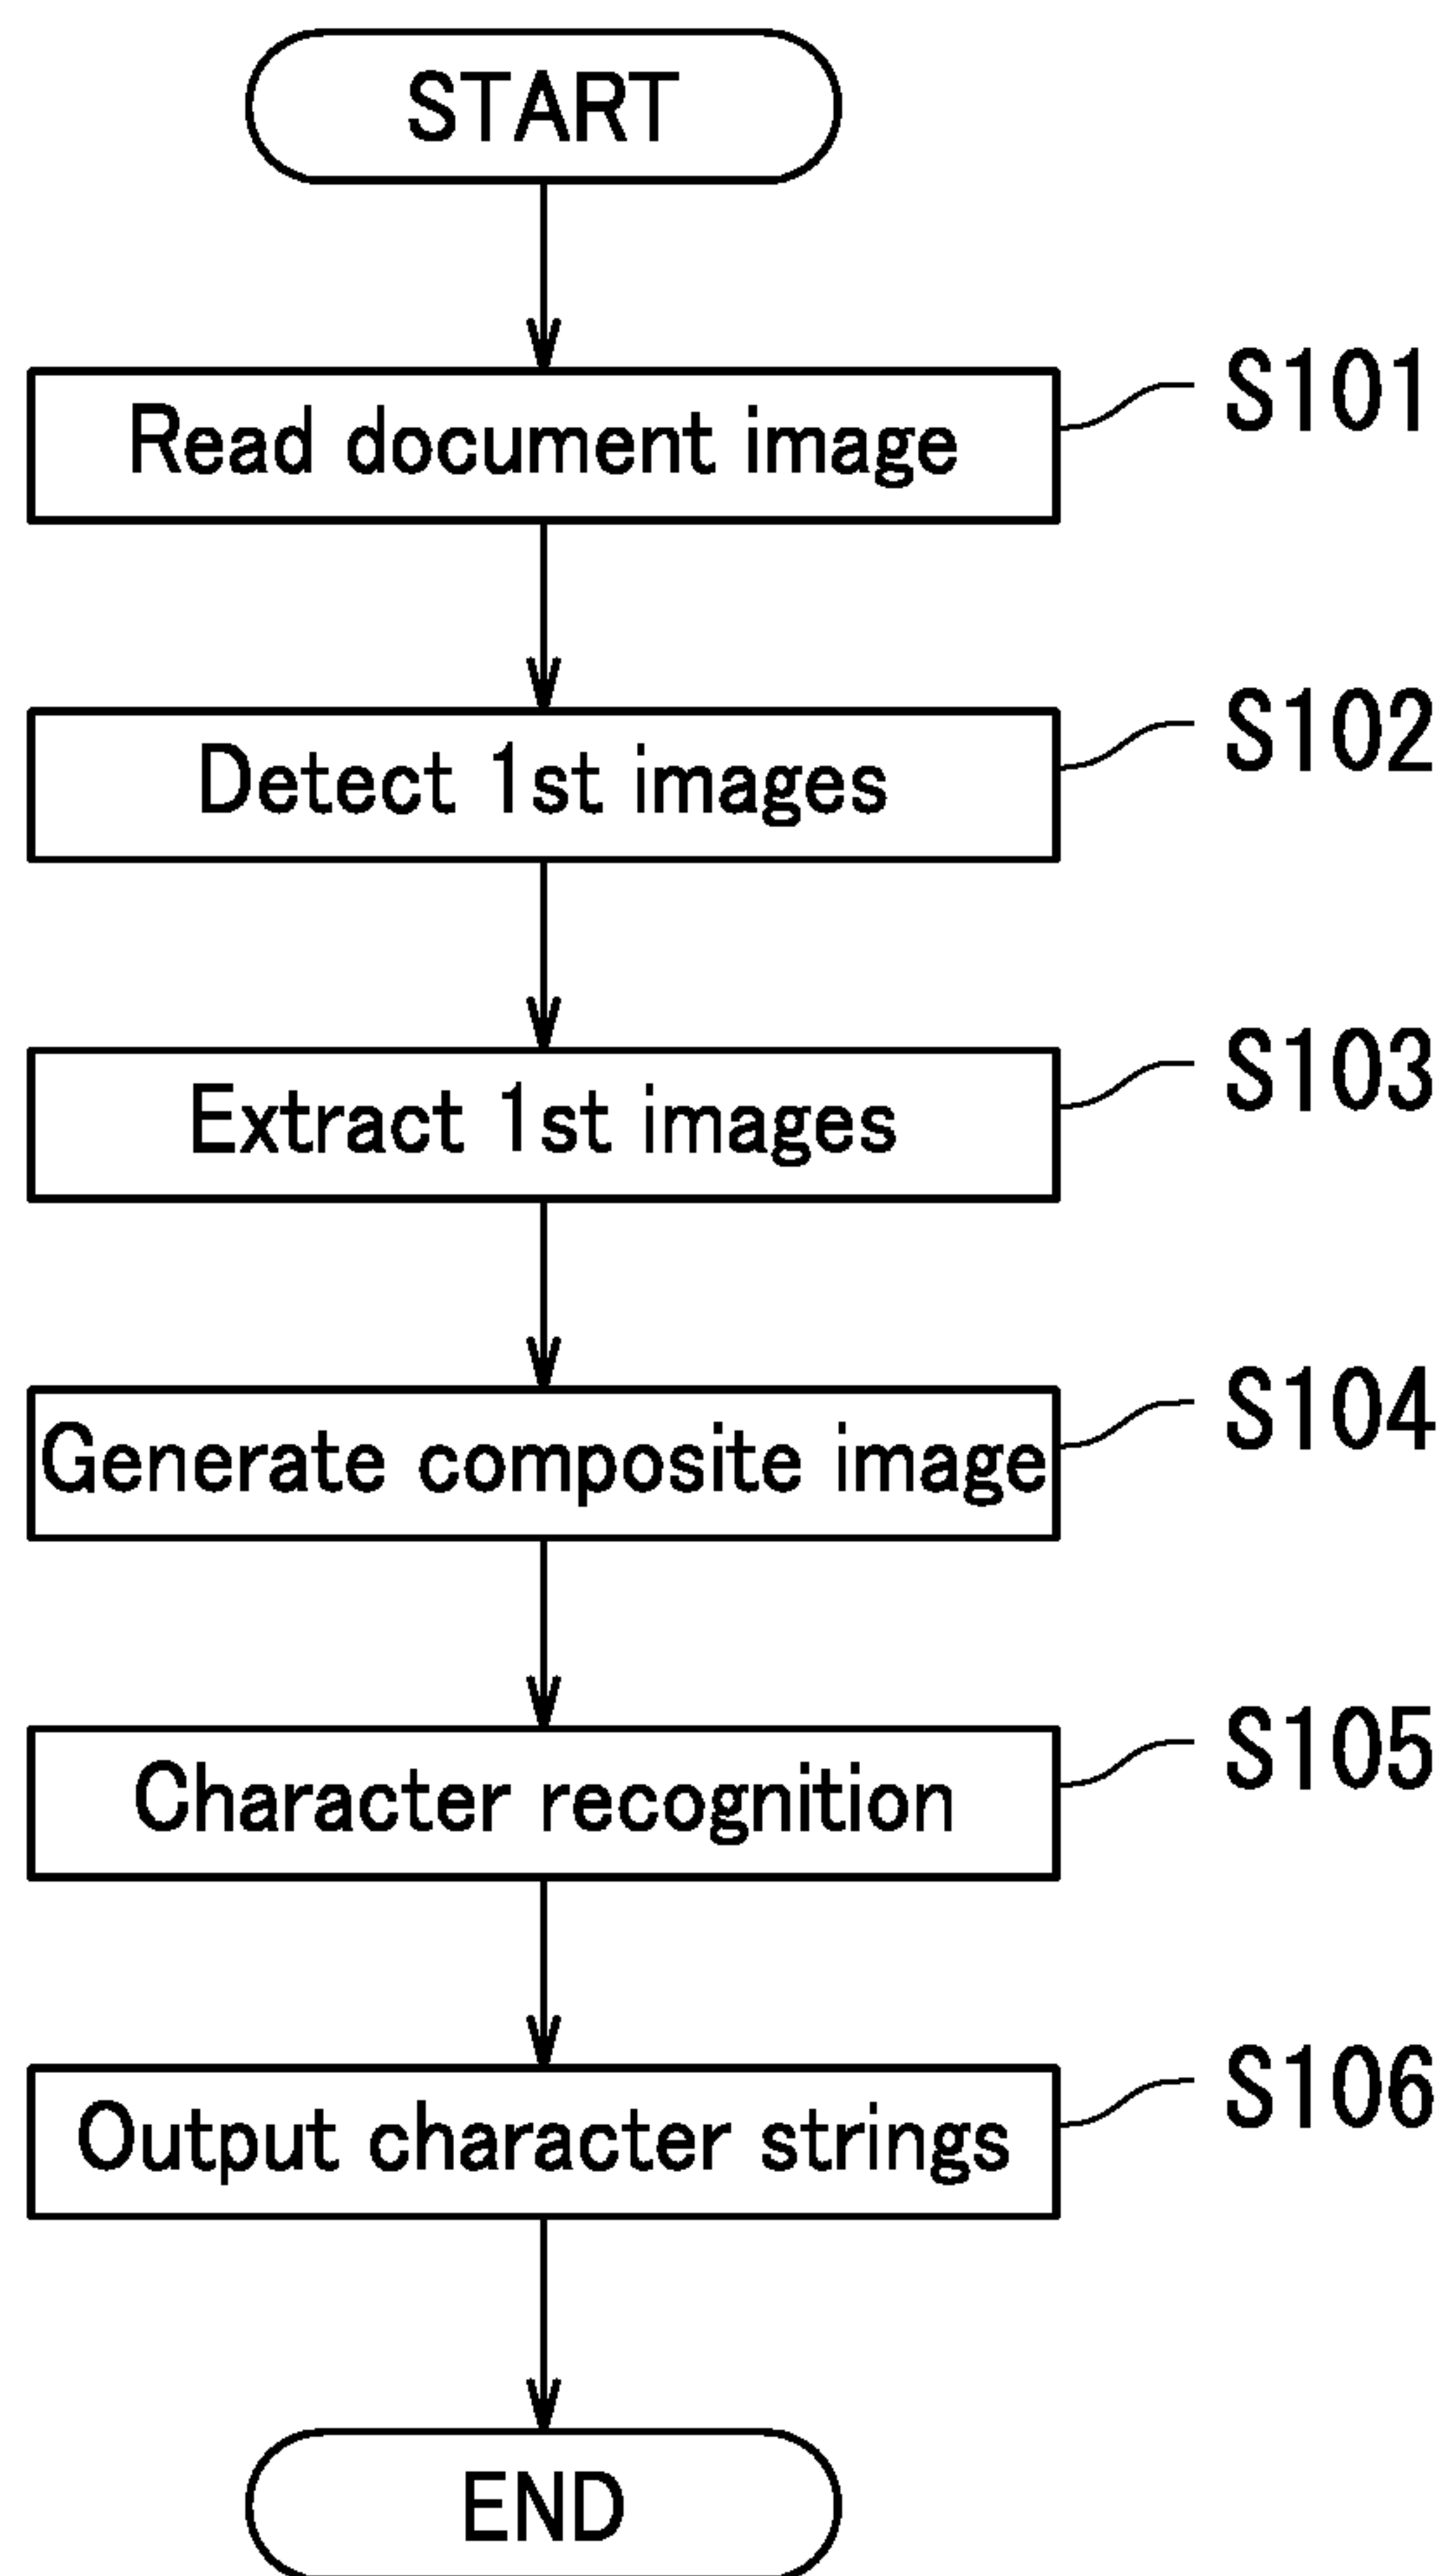 START
Read document image S101
Detect 1st images S102
Extract 1st images S103
Generate composite image S104
Character recognition S105
Output character strings S106
END